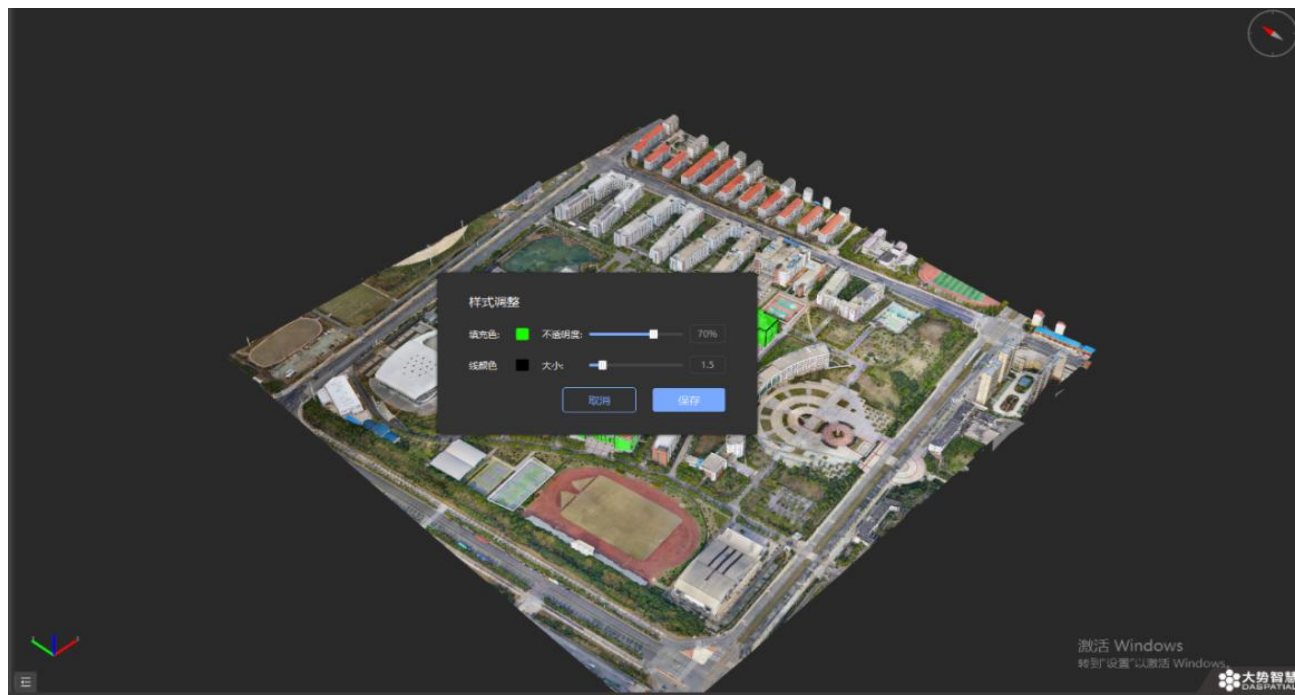 样式调整
填充色: 不透明度: 70%
线颜色 大小: 1.5
取消 保存
激活 Windows
转到"设置"以激活 Windows。
大势智慧
DASPATIAL